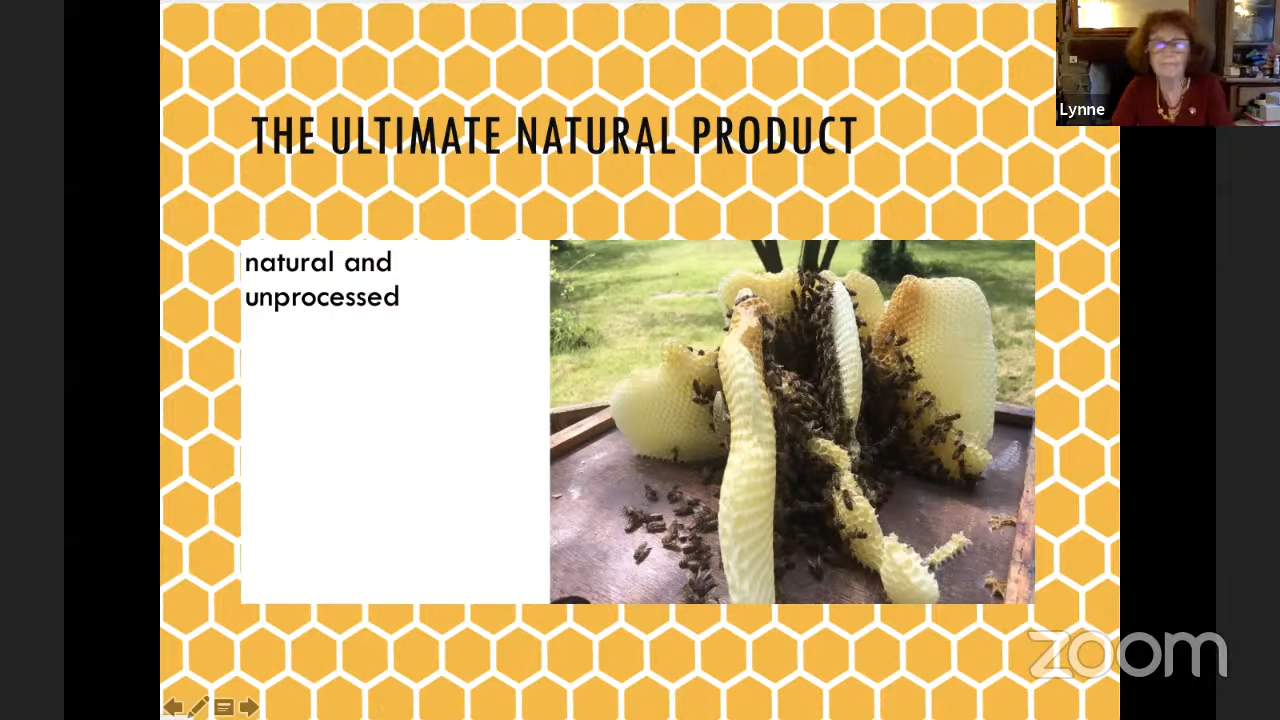 Lynne
THE ULTIMATE NATURAL PRODUCT
natural and
unprocessed
zoom